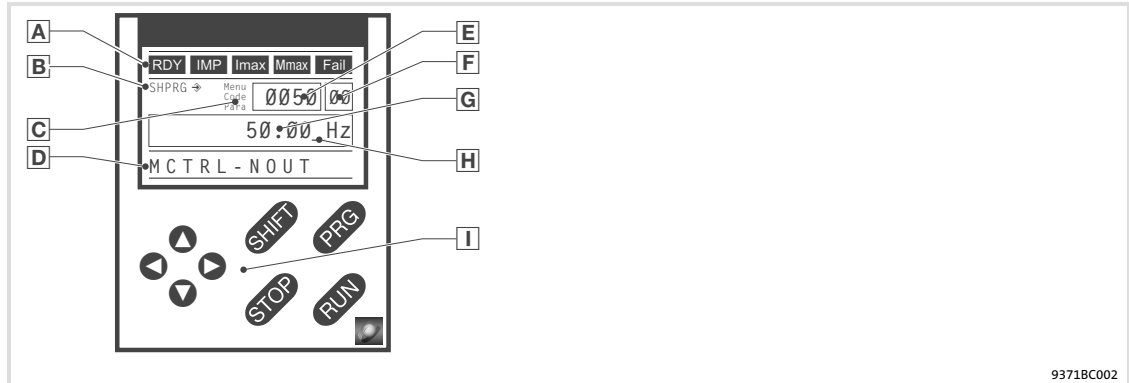 A
E
RDY IMP Imax Mmax Fail
B
F
SHPRG Menu
Code
Para
0050 00
G
C
50.00 Hz
D
H
MCTRL-NOUT
SHIFT PRG
I
STOP RUN
9371BC002